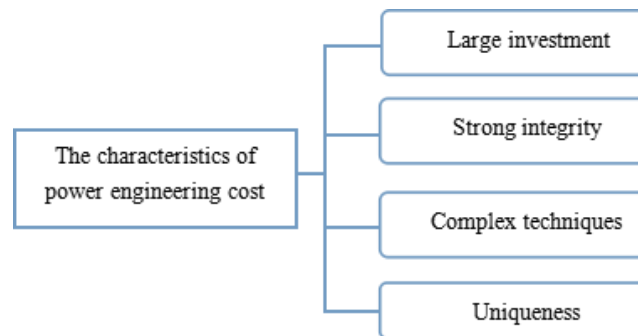 Large investment
Strong integrity
The characteristics of
power engineering cost
Complex techniques
Uniqueness